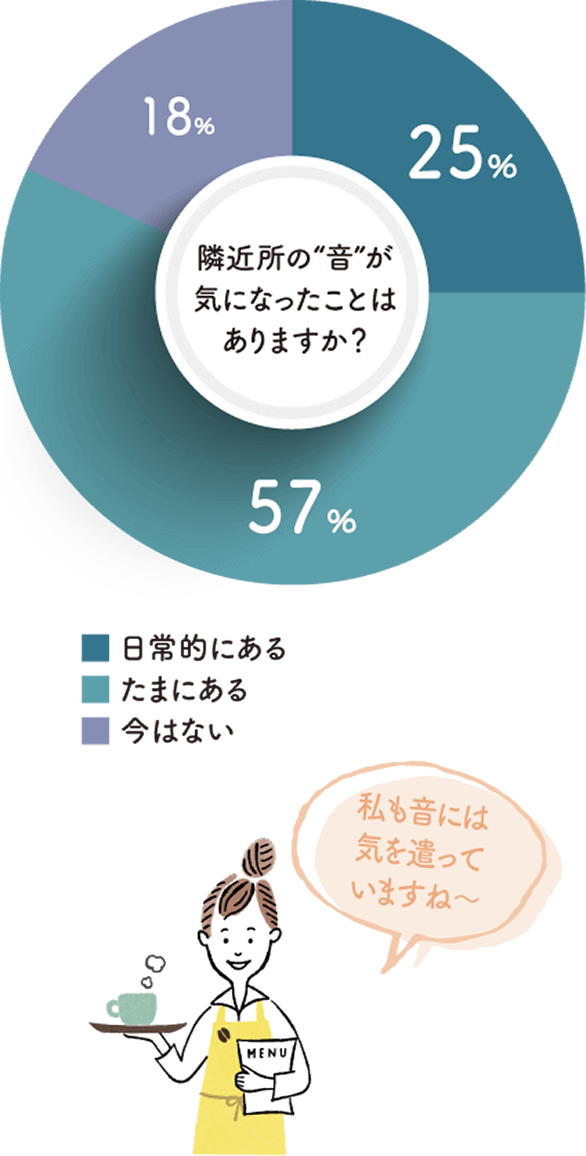 18%
25%
隣近所の“音”が
気になったことは
ありますか？
57%
日常的にある
たまにある
今はない
私も音には
気を遣って
いますね〜
MENU